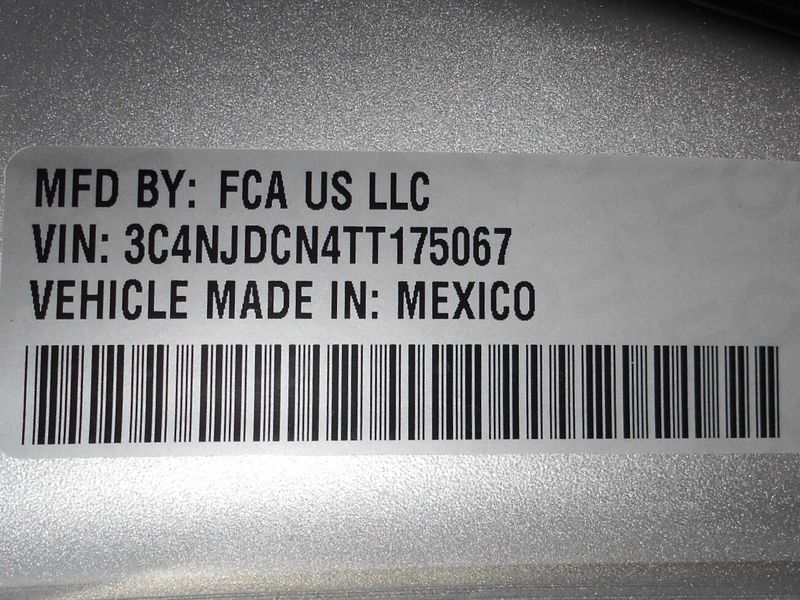 MFD BY: FCA US LLC
VIN: 3C4NJDCN4TT175067
VEHICLE MADE IN: MEXICO